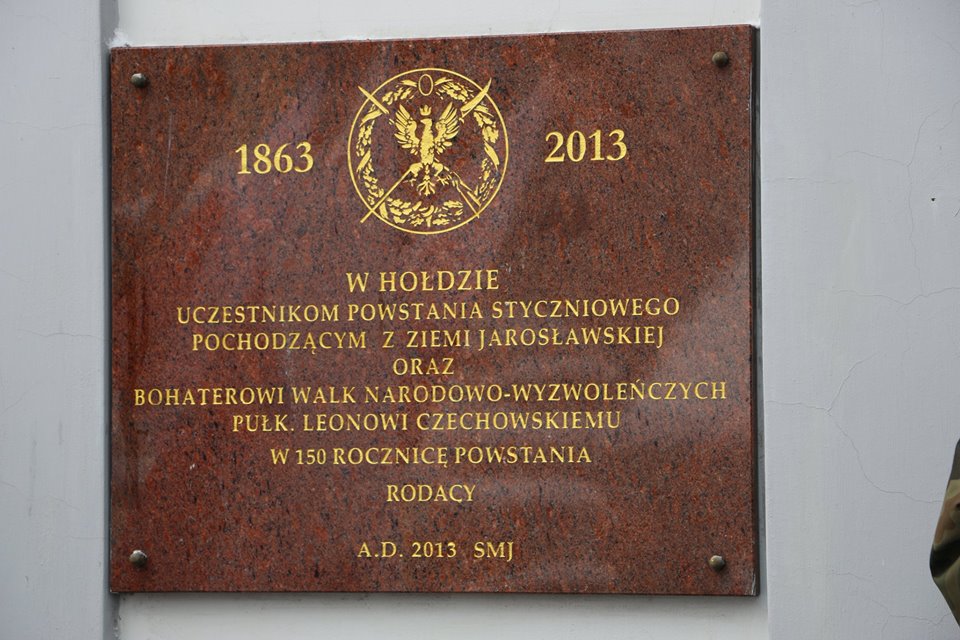 1863 2013
W HOŁDZIE
UCZESTNIKOM POWSTANIA STYCZNIOWEGO
POCHODZĄCYM Z ZIEMI JAROSŁAWSKIEJ
ORAZ
BOHATEROWI WALK NARODOWO-WYZWOLEŃCZYCH
PUŁK. LEONOWI CZECHOWSKIEMU
W 150 ROCZNICĘ POWSTANIA
RODACY
A.D. 2013 SMJ